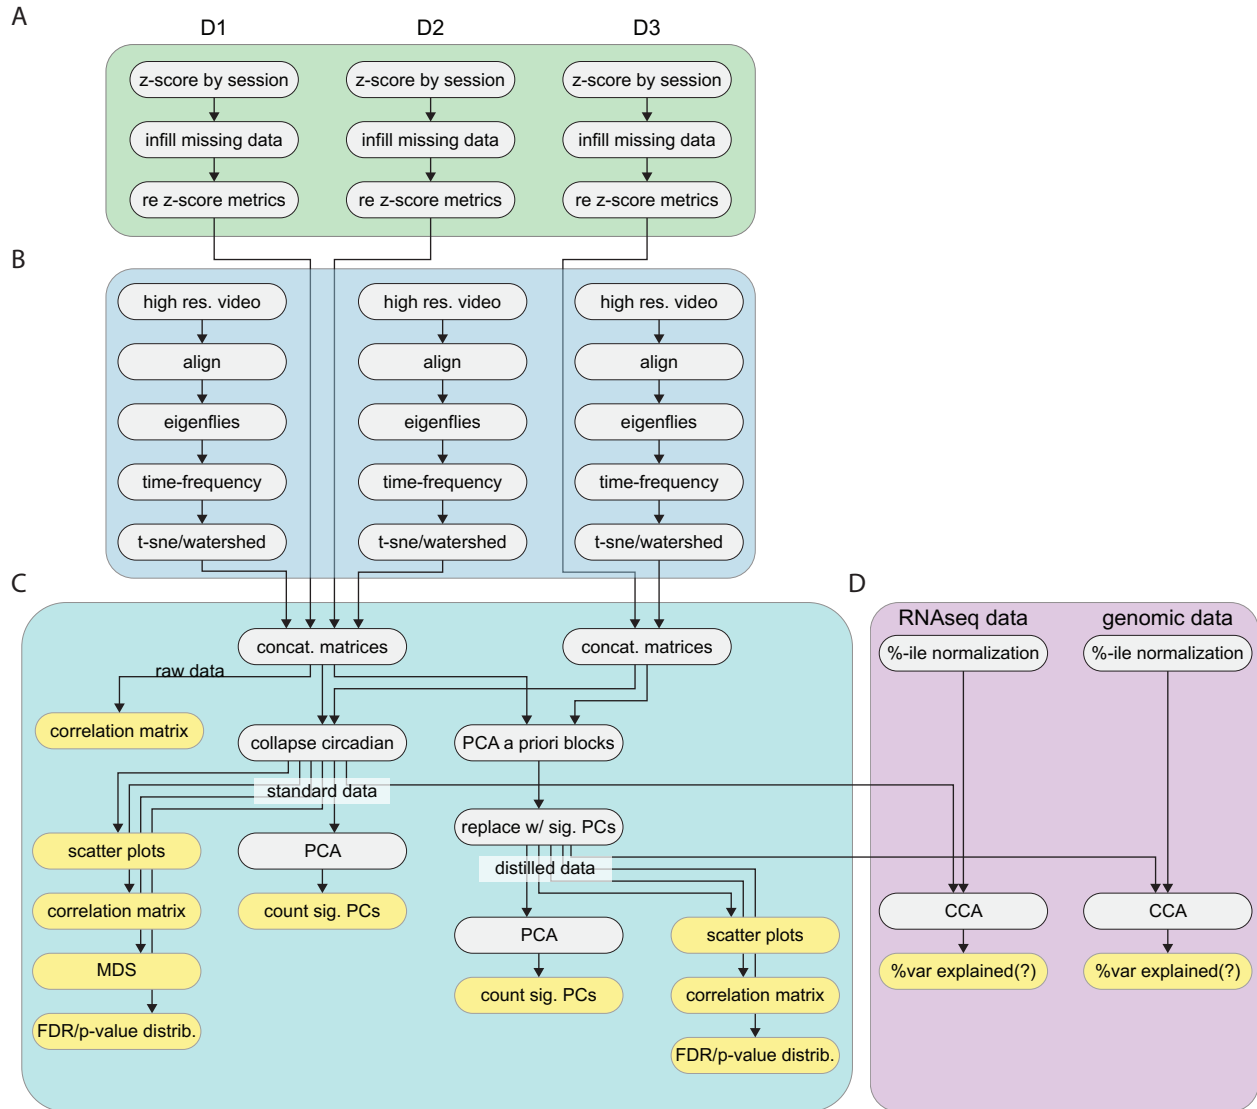 A
D1 D2 D3
z-score by session z-score by session z-score by session
infill missing data infill missing data infill missing data
re z-score metrics re z-score metrics re z-score metrics
B
high res. video high res. video high res. video
align align align
eigenflies eigenflies eigenflies
time-frequency time-frequency time-frequency
t-sne/watershed t-sne/watershed t-sne/watershed
C
concat. matrices concat. matrices
raw data
correlation matrix
collapse circadian PCA a priori blocks
standard data
replace w/ sig. PCs
scatter plots PCA
distilled data
correlation matrix count sig. PCs
PCA scatter plots
MDS
count sig. PCs correlation matrix
FDR/p-value distrib.
FDR/p-value distrib.
D
RNAseq data genomic data
%-ile normalization %-ile normalization
CCA CCA
%var explained(?) %var explained(?)